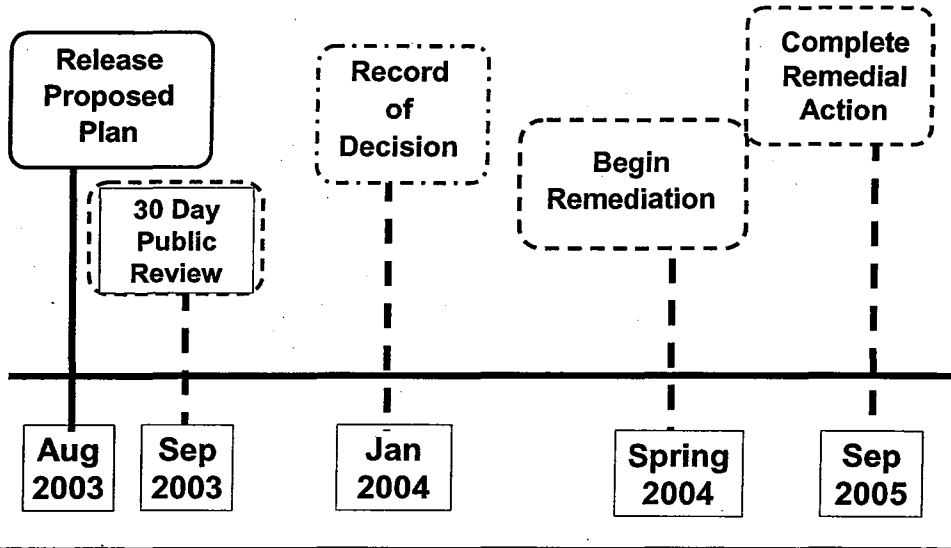 Release
Proposed
Plan
30 Day
Public
Review
Record
of
Decision
Begin
Remediation
Complete
Remedial
Action
Aug
2003
Sep
2003
Jan
2004
Spring
2004
Sep
2005